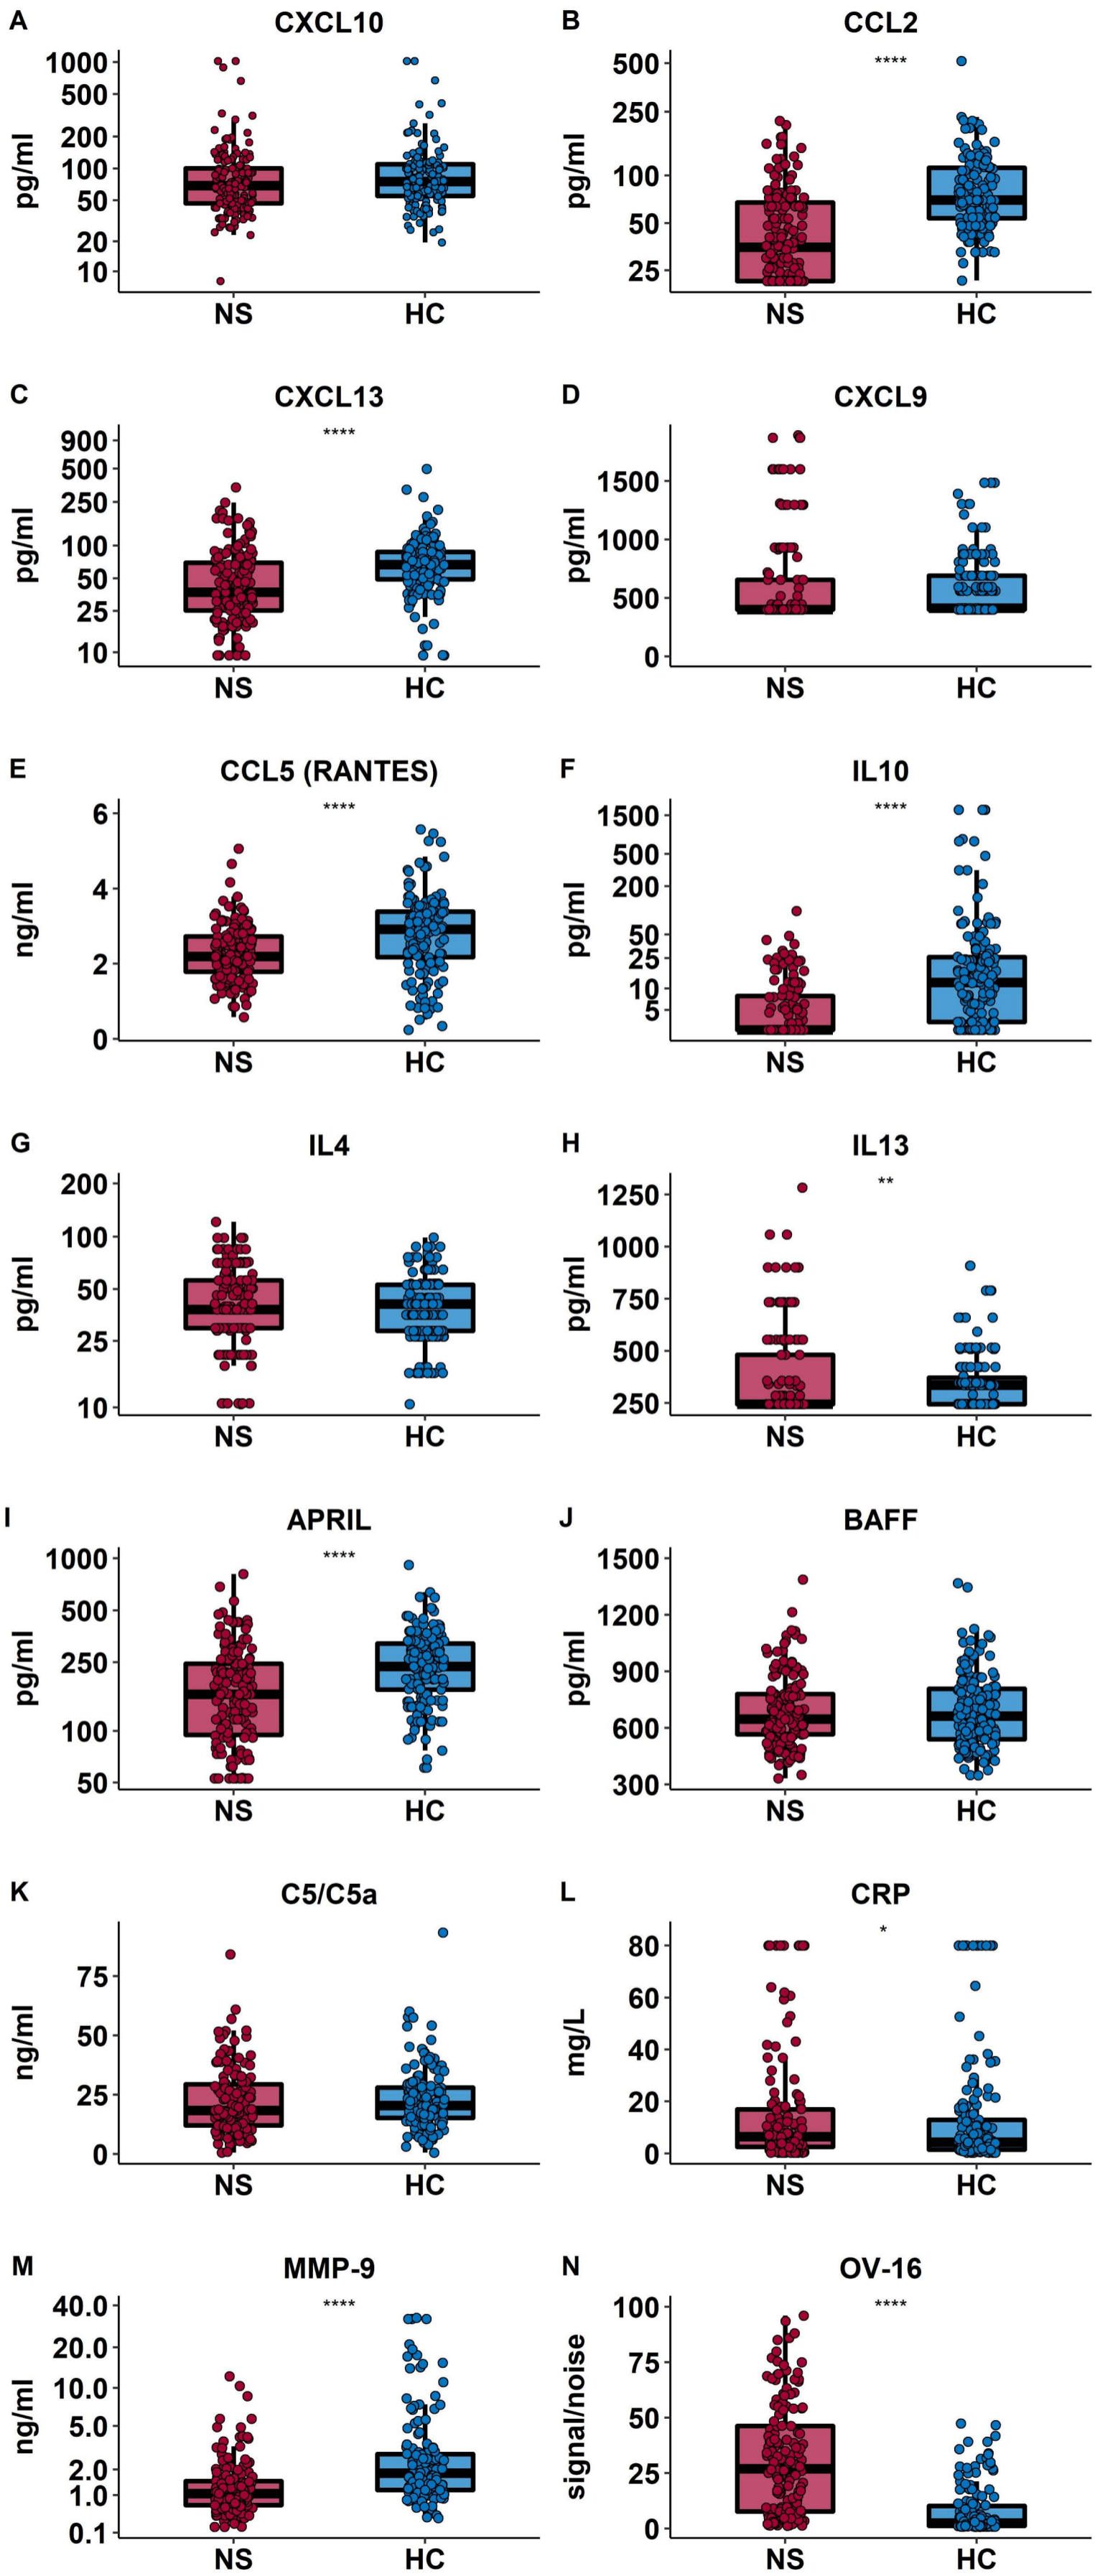 A CXCL10
1000
500
200
100
50
20
10
pg/ml
NS HC
B CCL2
****
500
250
100
50
25
pg/ml
NS HC
C CXCL13
****
900
500
250
100
50
25
10
pg/ml
NS HC
D CXCL9
1500
1000
500
0
pg/ml
NS HC
E CCL5 (RANTES)
****
6
4
2
0
ng/ml
NS HC
F IL10
****
1500
500
200
50
25
10
5
pg/ml
NS HC
G IL4
200
100
50
25
10
pg/ml
NS HC
H IL13
**
1250
1000
750
500
250
pg/ml
NS HC
I APRIL
****
1000
500
250
100
50
pg/ml
NS HC
J BAFF
1500
1200
900
600
300
pg/ml
NS HC
K C5/C5a
75
50
25
0
ng/ml
NS HC
L CRP
*
80
60
40
20
0
mg/L
NS HC
M MMP-9
****
40.0
20.0
10.0
5.0
2.0
1.0
0.1
ng/ml
NS HC
N OV-16
****
100
75
50
25
0
signal/noise
NS HC